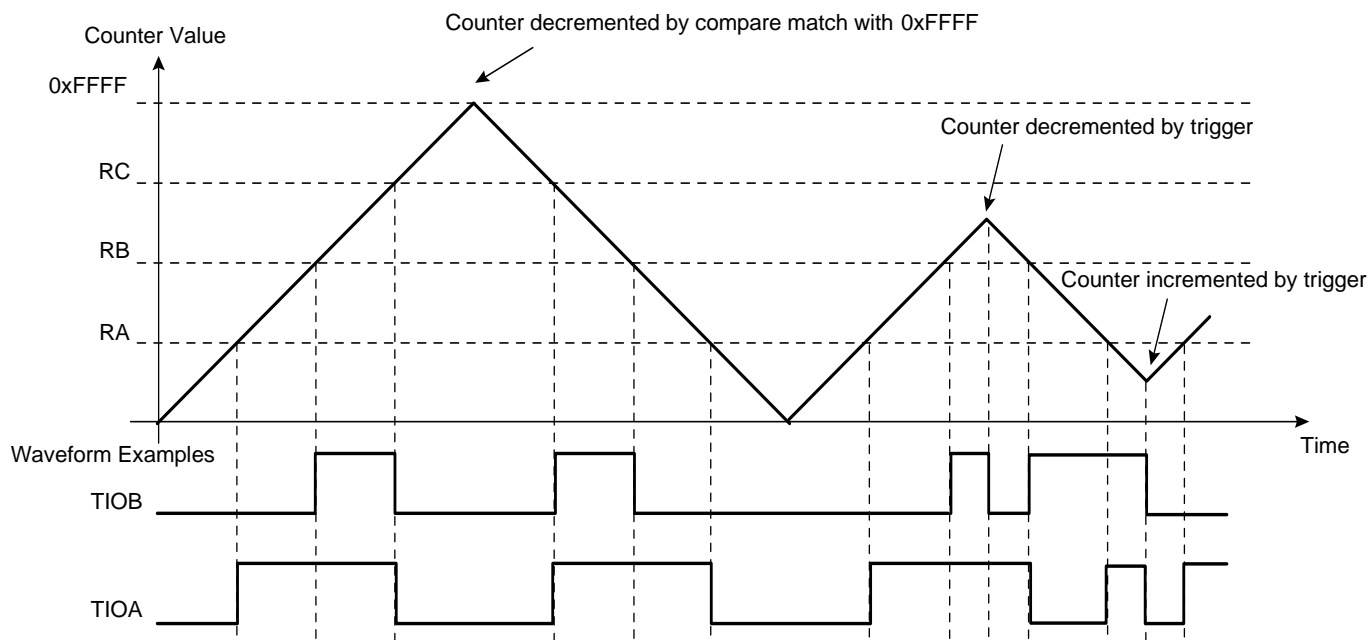 Counter decremented by compare match with 0xFFFF
Counter Value
0xFFFF
Counter decremented by trigger
RC
RB
Counter incremented by trigger
RA
Time
Waveform Examples
TIOB
TIOA